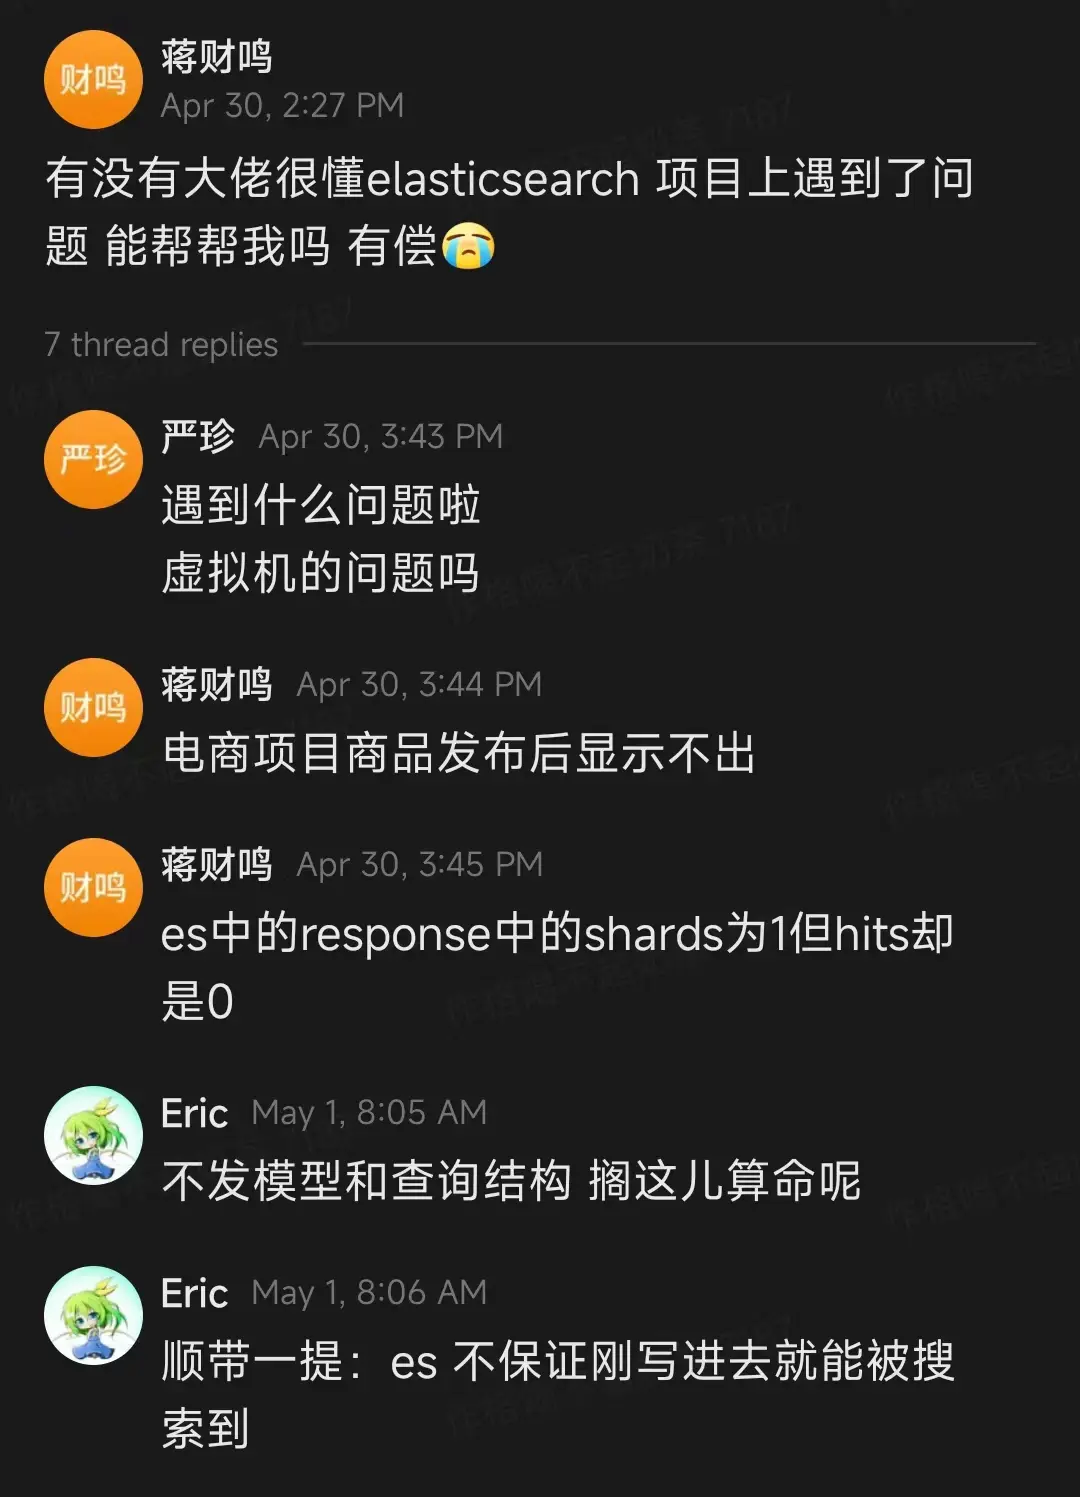 财鸣
蒋财鸣
Apr 30, 2:27 PM
有没有大佬很懂elasticsearch 项目上遇到了问
题 能帮帮我吗 有偿😭
7 thread replies
严珍
严珍 Apr 30, 3:43 PM
遇到什么问题啦
虚拟机的问题吗
财鸣
蒋财鸣 Apr 30, 3:44 PM
电商项目商品发布后显示不出
财鸣
蒋财鸣 Apr 30, 3:45 PM
es中的response中的shards为1但hits却
是0
Eric May 1, 8:05 AM
不发模型和查询结构 搁这儿算命呢
Eric May 1, 8:06 AM
顺带一提：es 不保证刚写进去就能被搜
索到